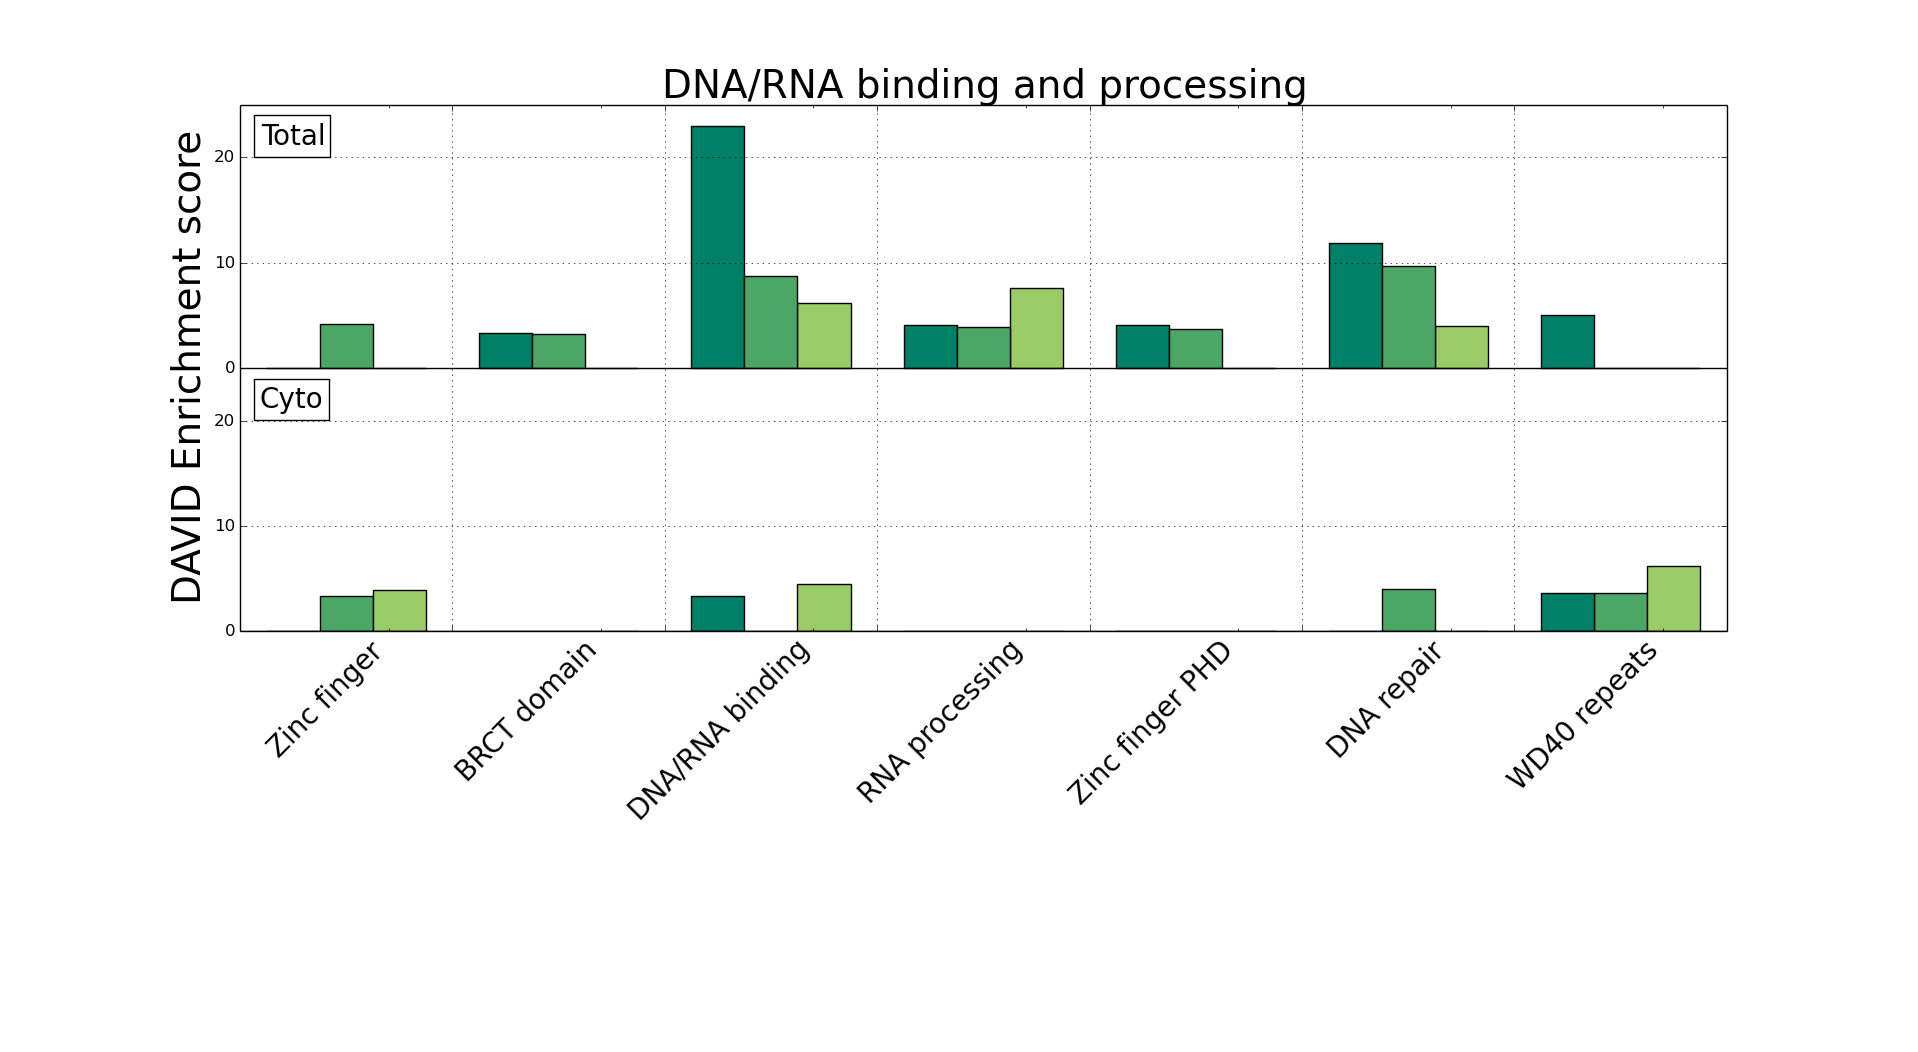 DNA/RNA binding and processing
DAVID Enrichment score
Total
20
10
0
Cyto
20
10
0
Zinc finger
BRCT domain
DNA/RNA binding
RNA processing
Zinc finger PHD
DNA repair
WD40 repeats